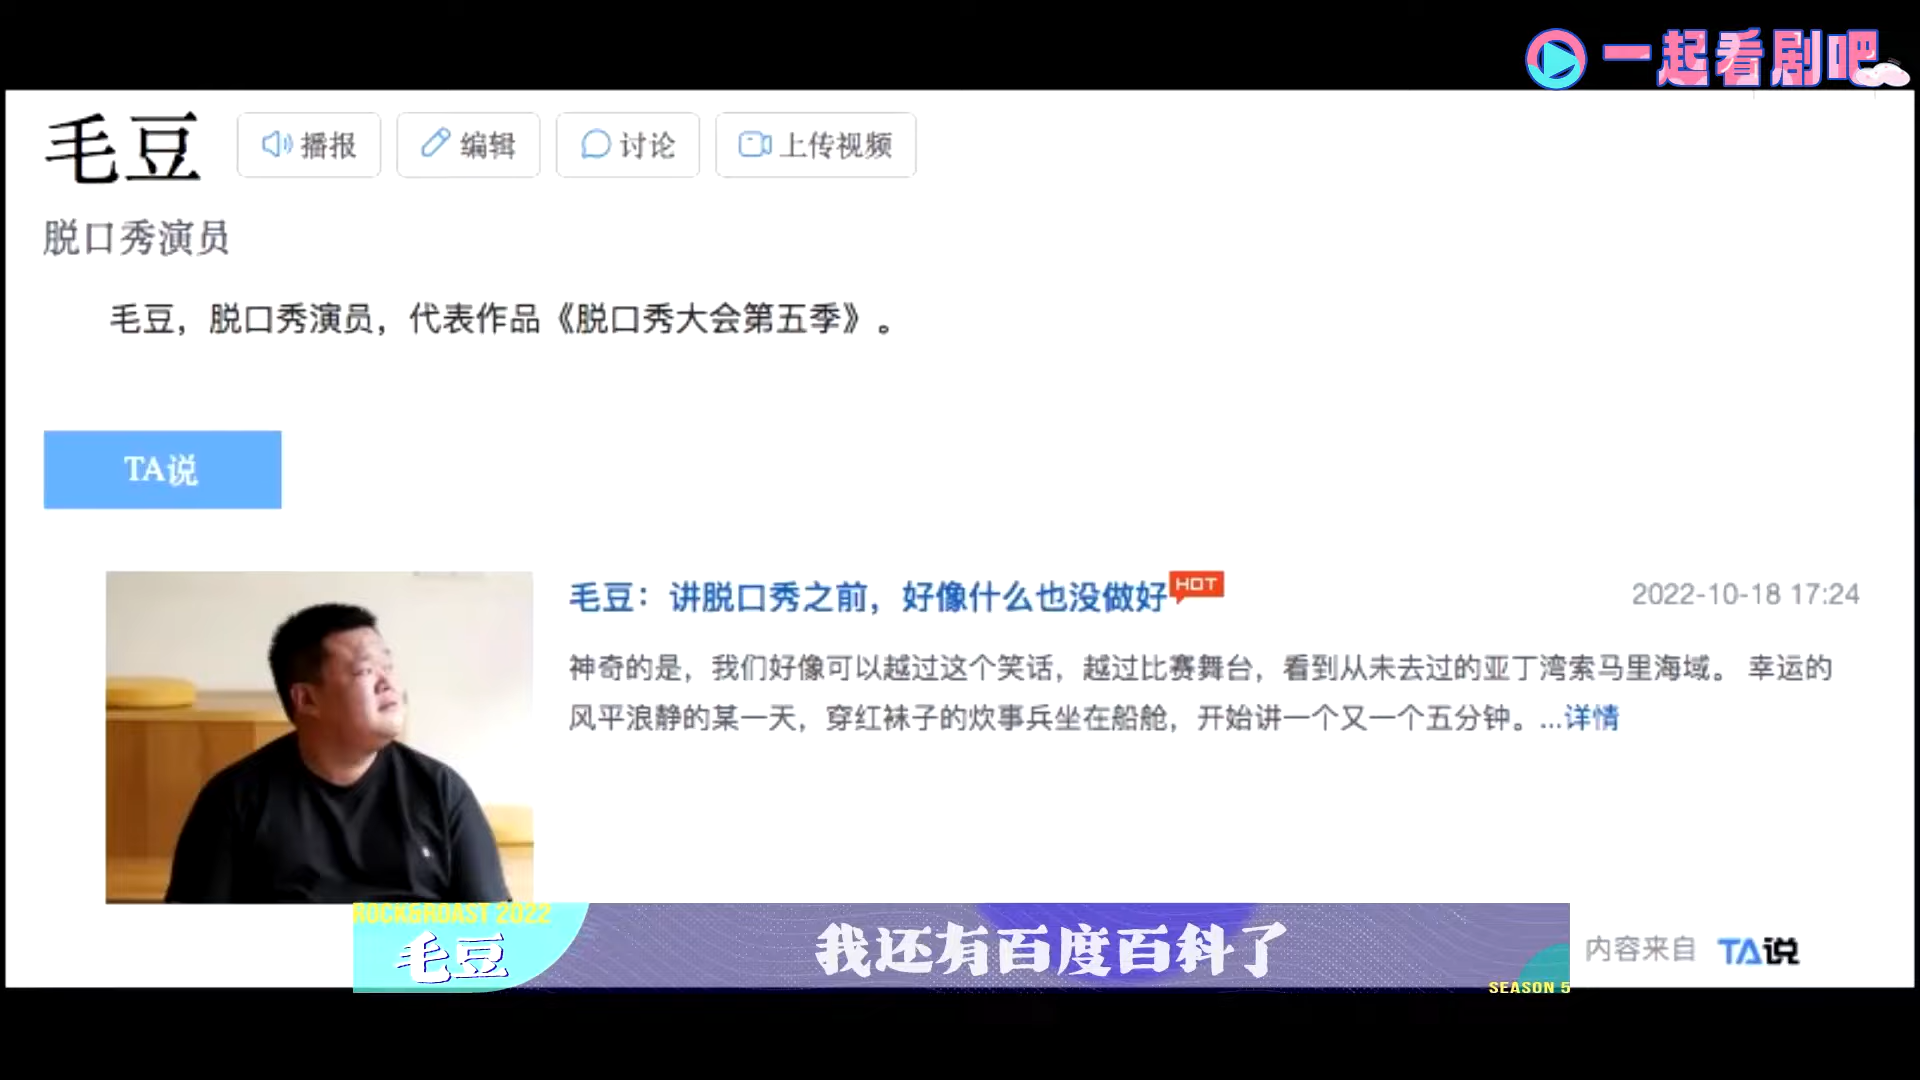 一起看剧吧
毛豆 播报 编辑 讨论 上传视频
脱口秀演员
毛豆，脱口秀演员，代表作品《脱口秀大会第五季》。
TA说
毛豆：讲脱口秀之前，好像什么也没做好 HOT 2022-10-18 17:24
神奇的是，我们好像可以越过这个笑话，越过比赛舞台，看到从未去过的亚丁湾索马里海域。 幸运的
风平浪静的某一天，穿红袜子的炊事兵坐在船舱，开始讲一个又一个五分钟。...详情
ROCK&ROAST 2022
毛豆 我还有百度百科了
内容来自 TA说
SEASON 5